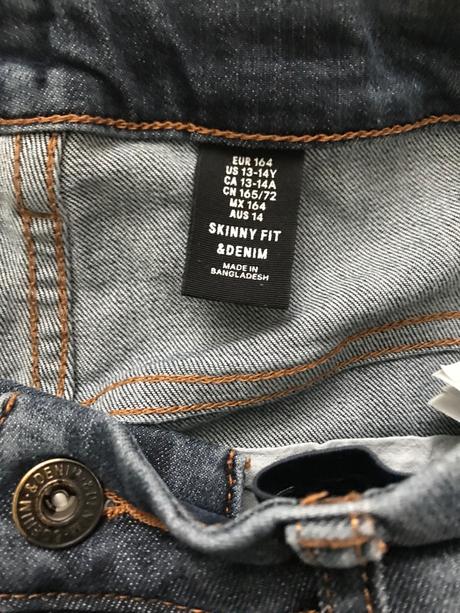 EUR 164
US 13-14Y
CA 13-14A
CN 165/72
MX 164
AUS 14
SKINNY FIT
&DENIM
MADE IN
BANGLADESH
&DENIM